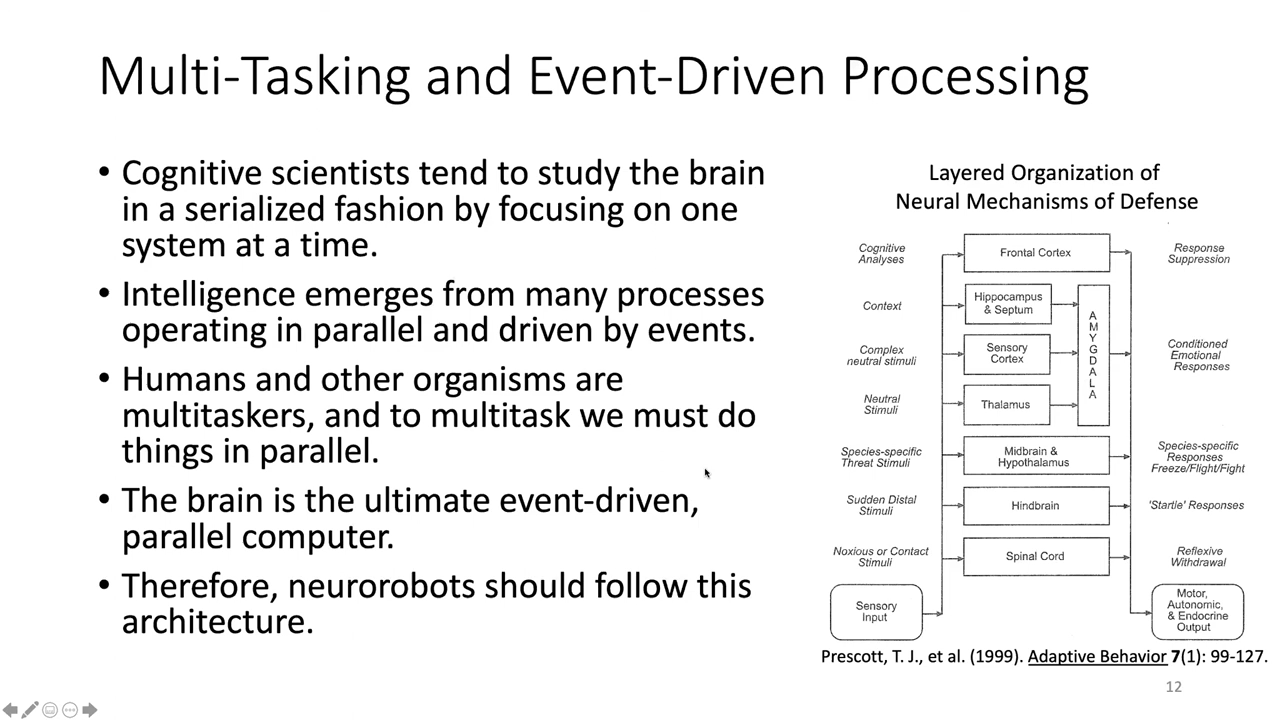 Multi-Tasking and Event-Driven Processing
• Cognitive scientists tend to study the brain
in a serialized fashion by focusing on one
system at a time.
• Intelligence emerges from many processes
operating in parallel and driven by events.
• Humans and other organisms are
multitaskers, and to multitask we must do
things in parallel.
• The brain is the ultimate event-driven,
parallel computer.
• Therefore, neurorobots should follow this
architecture.
Layered Organization of
Neural Mechanisms of Defense
Cognitive
Analyses
Frontal Cortex
Response
Suppression
Context
Hippocampus
& Septum
Complex
neutral stimuli
Sensory
Cortex
Neutral
Stimuli
Thalamus
AMYGDALA
Conditioned
Emotional
Responses
Species-specific
Threat Stimuli
Midbrain &
Hypothalamus
Species-specific
Responses
Freeze/Flight/Fight
Sudden Distal
Stimuli
Hindbrain
'Startle' Responses
Noxious or Contact
Stimuli
Spinal Cord
Reflexive
Withdrawal
Sensory
Input
Motor,
Autonomic,
& Endocrine
Output
Prescott, T. J., et al. (1999). Adaptive Behavior 7(1): 99-127.
12